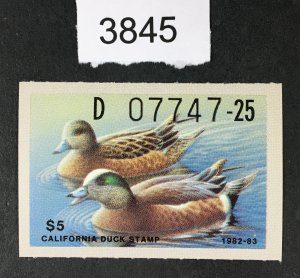 3845
D 07747-25
$5
CALIFORNIA DUCK STAMP 1982-83